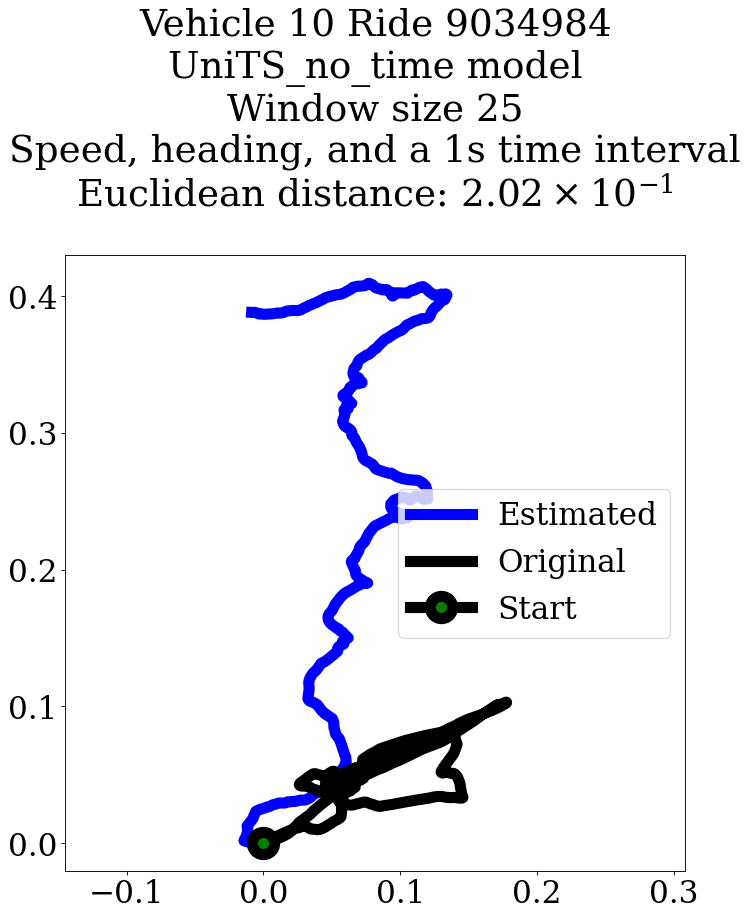 Vehicle 10 Ride 9034984
UniTS_no_time model
Window size 25
Speed, heading, and a 1s time interval
Euclidean distance: 2.02 × 10⁻¹
0.4
0.3
0.2
0.1
0.0
Estimated
Original
Start
−0.1 0.0 0.1 0.2 0.3